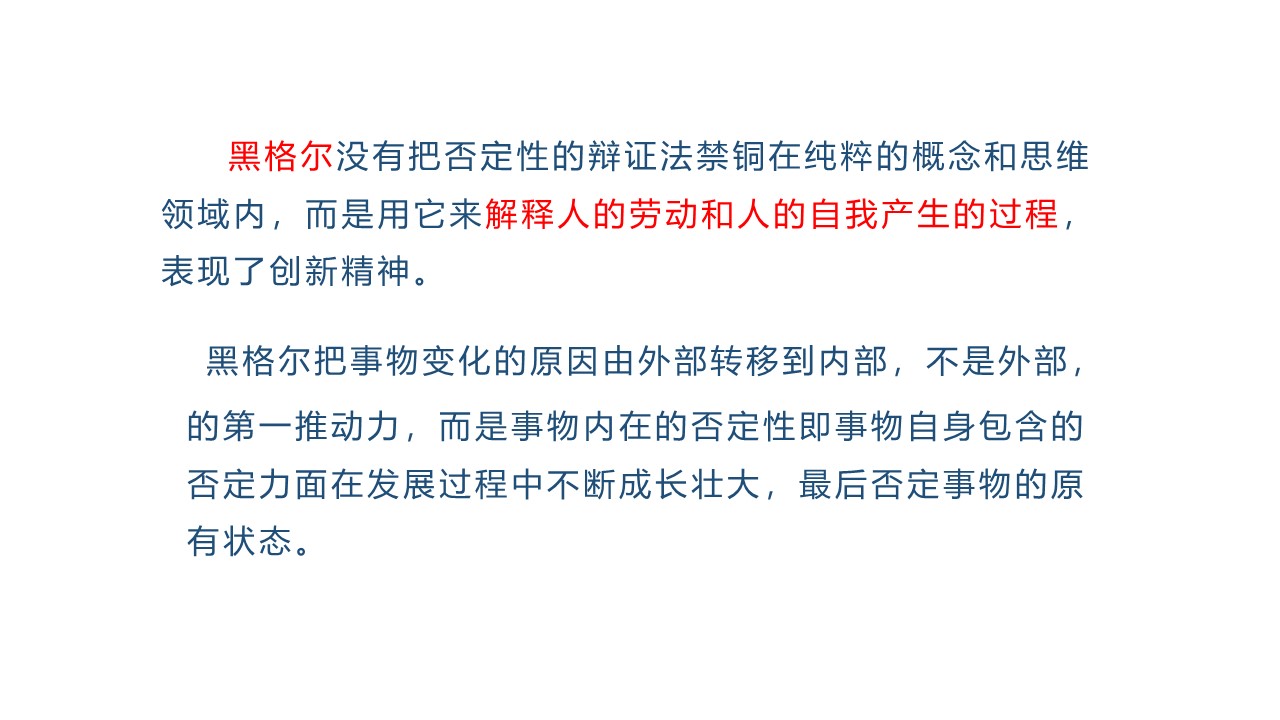 黑格尔没有把否定性的辩证法禁铜在纯粹的概念和思维
领域内，而是用它来解释人的劳动和人的自我产生的过程，
表现了创新精神。
黑格尔把事物变化的原因由外部转移到内部，不是外部，
的第一推动力，而是事物内在的否定性即事物自身包含的
否定力面在发展过程中不断成长壮大，最后否定事物的原
有状态。